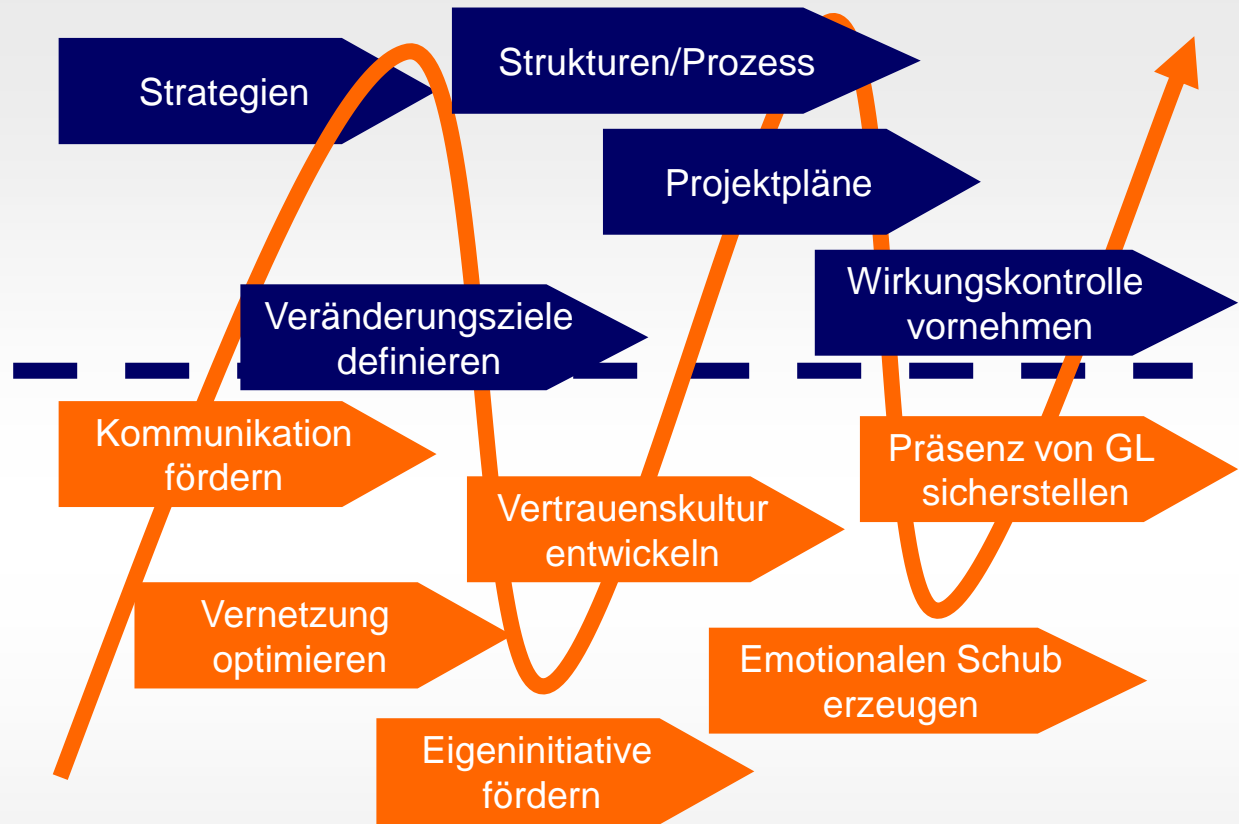 Strategien
Strukturen/Prozess
Projektpläne
Veränderungsziele
definieren
Wirkungskontrolle
vornehmen
Kommunikation
fördern
Vertrauenskultur
entwickeln
Präsenz von GL
sicherstellen
Vernetzung
optimieren
Emotionalen Schub
erzeugen
Eigeninitiative
fördern